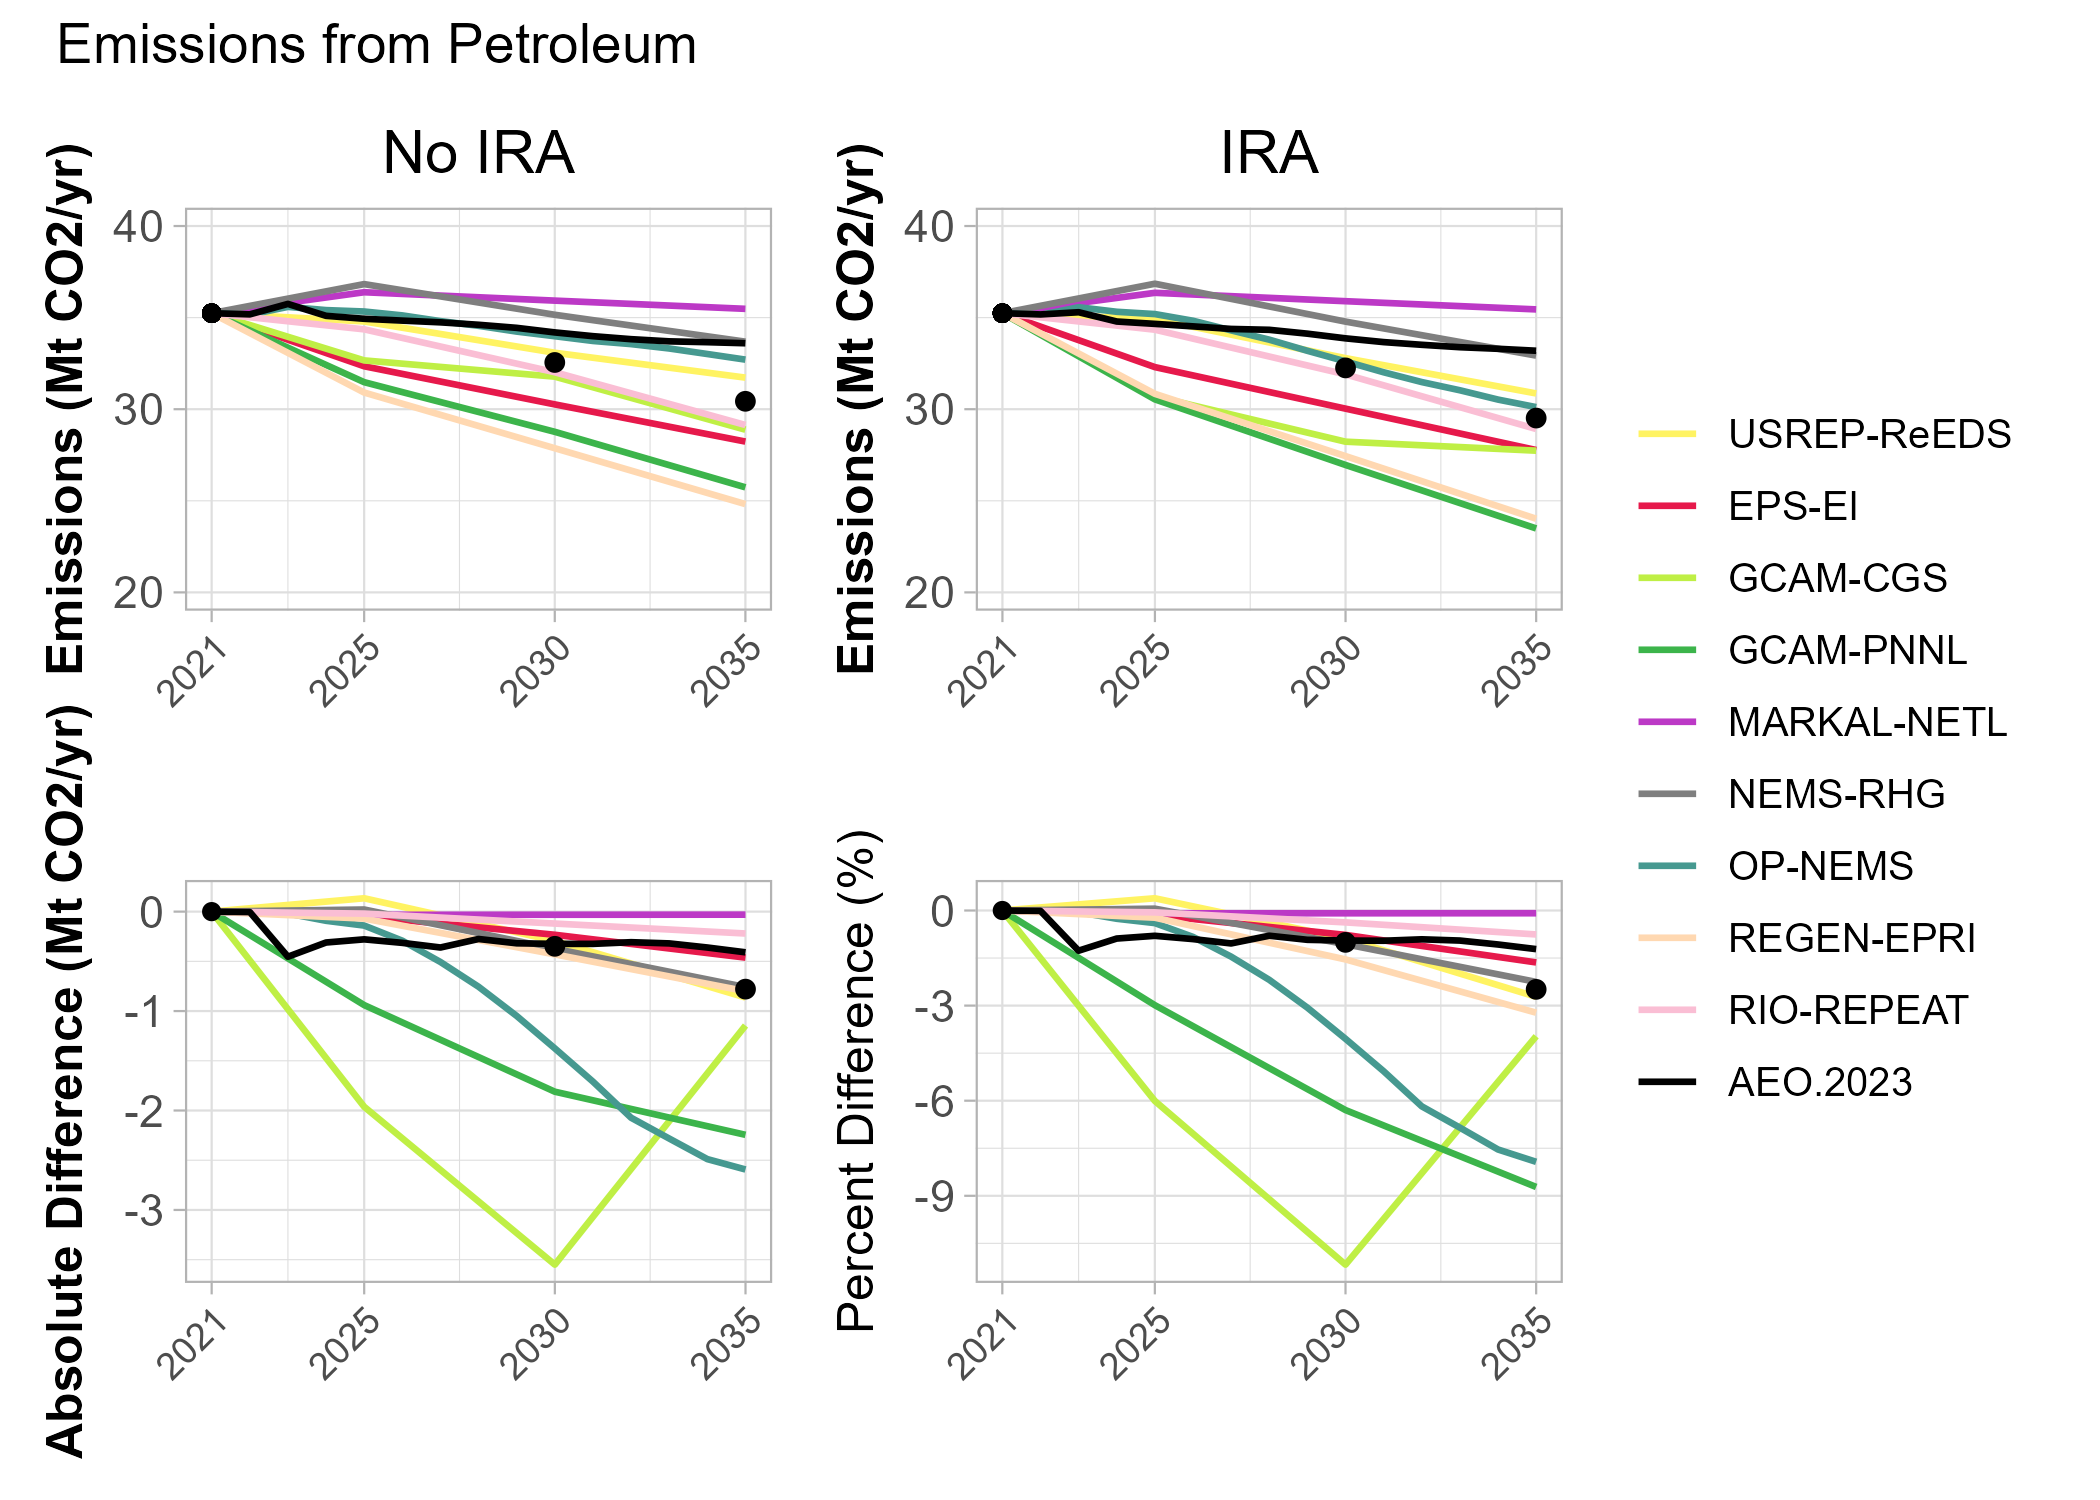 Emissions from Petroleum
No IRA
IRA
Emissions (Mt CO2/yr)
40
30
20
2021
2025
2030
2035
Emissions (Mt CO2/yr)
40
30
20
2021
2025
2030
2035
Absolute Difference (Mt CO2/yr)
0
-1
-2
-3
2021
2025
2030
2035
Percent Difference (%)
0
-3
-6
-9
2021
2025
2030
2035
USREP-ReEDS
EPS-EI
GCAM-CGS
GCAM-PNNL
MARKAL-NETL
NEMS-RHG
OP-NEMS
REGEN-EPRI
RIO-REPEAT
AEO.2023